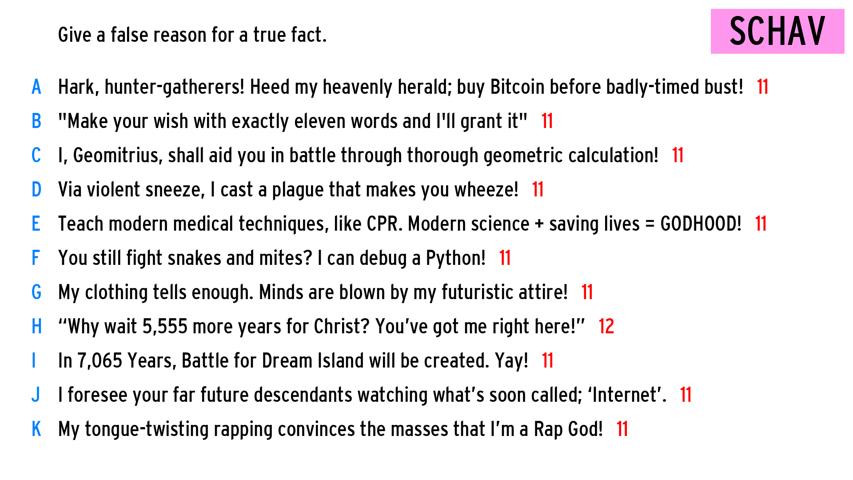 Give a false reason for a true fact.
SCHAV
A Hark, hunter-gatherers! Heed my heavenly herald; buy Bitcoin before badly-timed bust! 11
B "Make your wish with exactly eleven words and I'll grant it" 11
C I, Geomitrius, shall aid you in battle through thorough geometric calculation! 11
D Via violent sneeze, I cast a plague that makes you wheeze! 11
E Teach modern medical techniques, like CPR. Modern science + saving lives = GODHOOD! 11
F You still fight snakes and mites? I can debug a Python! 11
G My clothing tells enough. Minds are blown by my futuristic attire! 11
H “Why wait 5,555 more years for Christ? You’ve got me right here!” 12
I In 7,065 Years, Battle for Dream Island will be created. Yay! 11
J I foresee your far future descendants watching what’s soon called; ‘Internet’. 11
K My tongue-twisting rapping convinces the masses that I’m a Rap God! 11